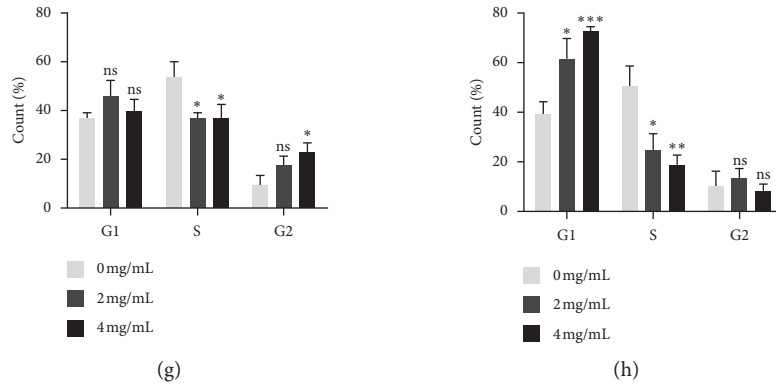 80
60
40
20
0
Count (%)
ns
ns
*
*
ns
*
G1 S G2
0 mg/mL
2 mg/mL
4 mg/mL
(g)
80
60
40
20
0
Count (%)
*
***
*
**
ns
ns
G1 S G2
0 mg/mL
2 mg/mL
4 mg/mL
(h)